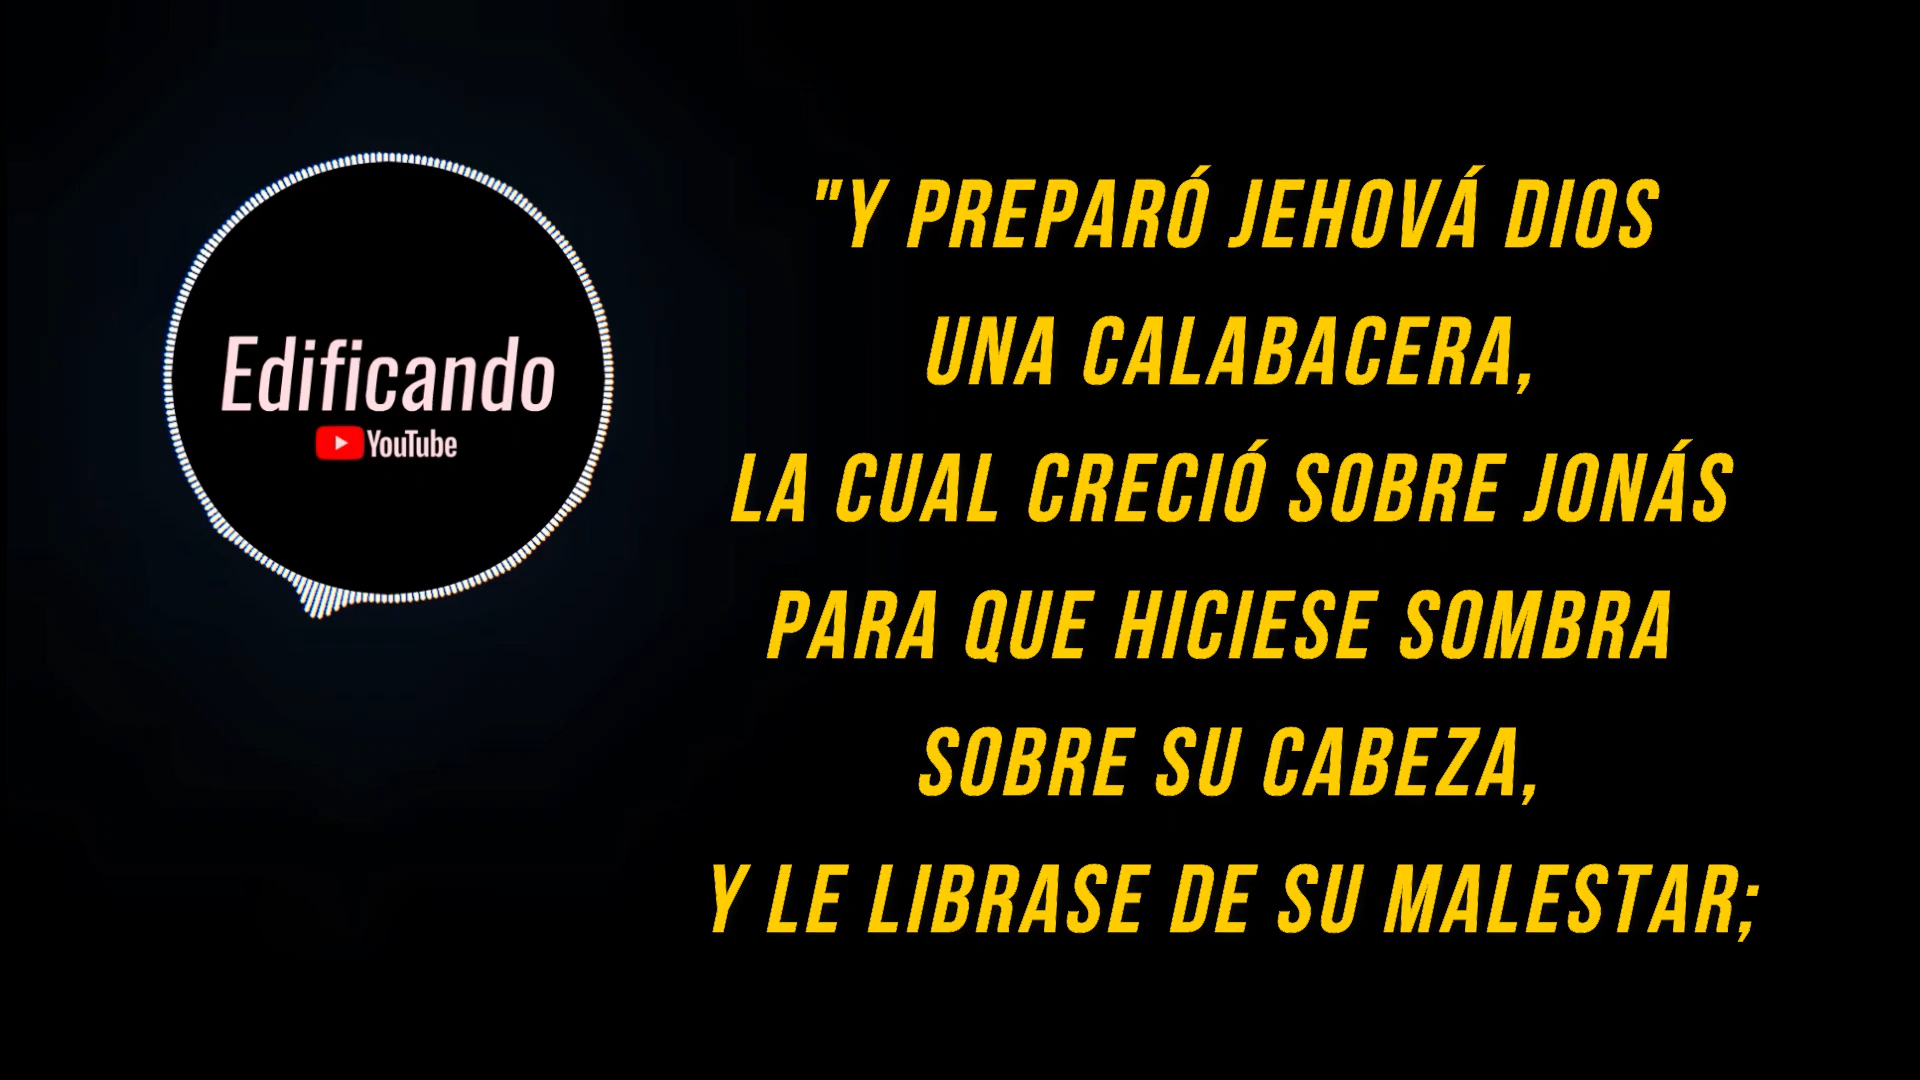 Edificando
YouTube
"Y PREPARÓ JEHOVÁ DIOS
UNA CALABACERA,
LA CUAL CRECIÓ SOBRE JONÁS
PARA QUE HICIESE SOMBRA
SOBRE SU CABEZA,
Y LE LIBRASE DE SU MALESTAR;